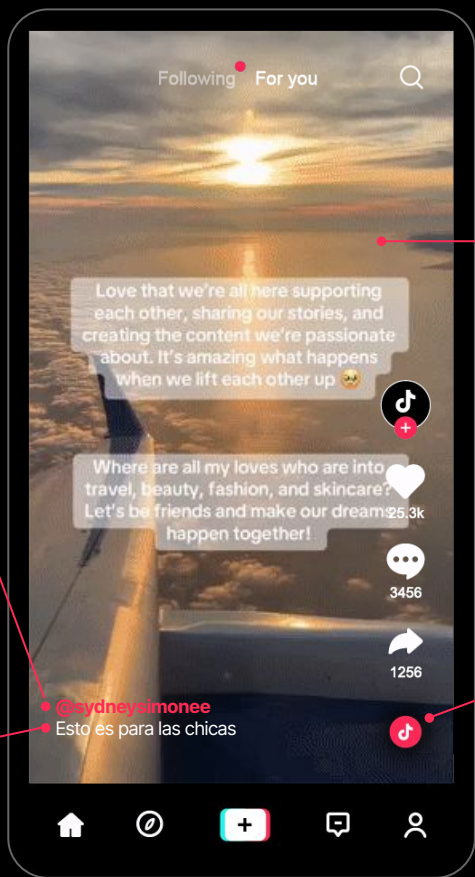 Following For you
Love that we're all here supporting
each other, sharing our stories, and
creating the content we're passionate
about. It's amazing what happens
when we lift each other up 🥹
Where are all my loves who are into
travel, beauty, fashion, and skincare?
Let's be friends and make our dreams
happen together!
25.3k
3456
1256
@sydneysimonee
Esto es para las chicas